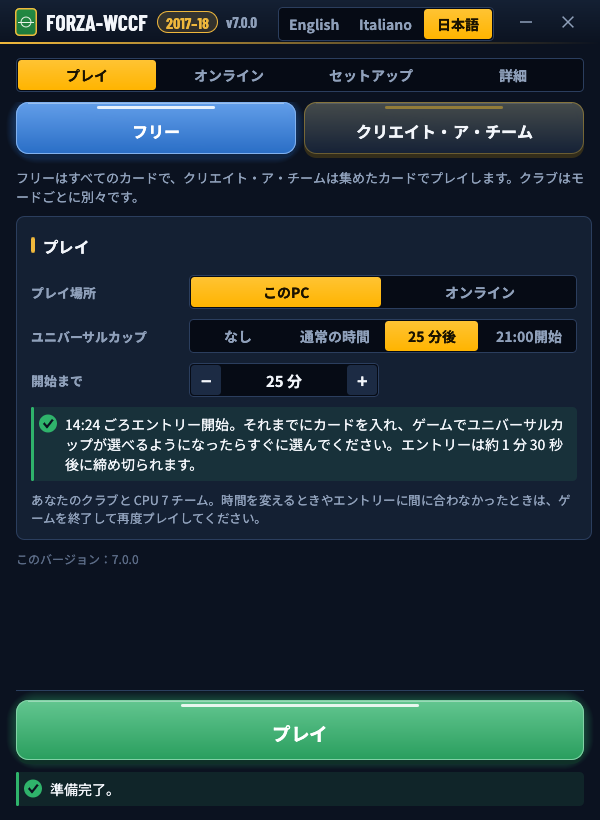 FORZA-WCCF 2017-18 v7.0.0 English Italiano 日本語
プレイ オンライン セットアップ 詳細
フリー クリエイト・ア・チーム
フリーはすべてのカードで、クリエイト・ア・チームは集めたカードでプレイします。クラブはモ
ードごとに別々です。
プレイ
プレイ場所 このPC オンライン
ユニバーサルカップ なし 通常の時間 25 分後 21:00開始
開始まで − 25 分 +
14:24 ごろエントリー開始。それまでにカードを入れ、ゲームでユニバーサルカ
ップが選べるようになったらすぐに選んでください。エントリーは約 1 分 30 秒
後に締め切られます。
あなたのクラブと CPU 7 チーム。時間を変えるときやエントリーに間に合わなかったときは、ゲ
ームを終了して再度プレイしてください。
このバージョン：7.0.0
プレイ
準備完了。